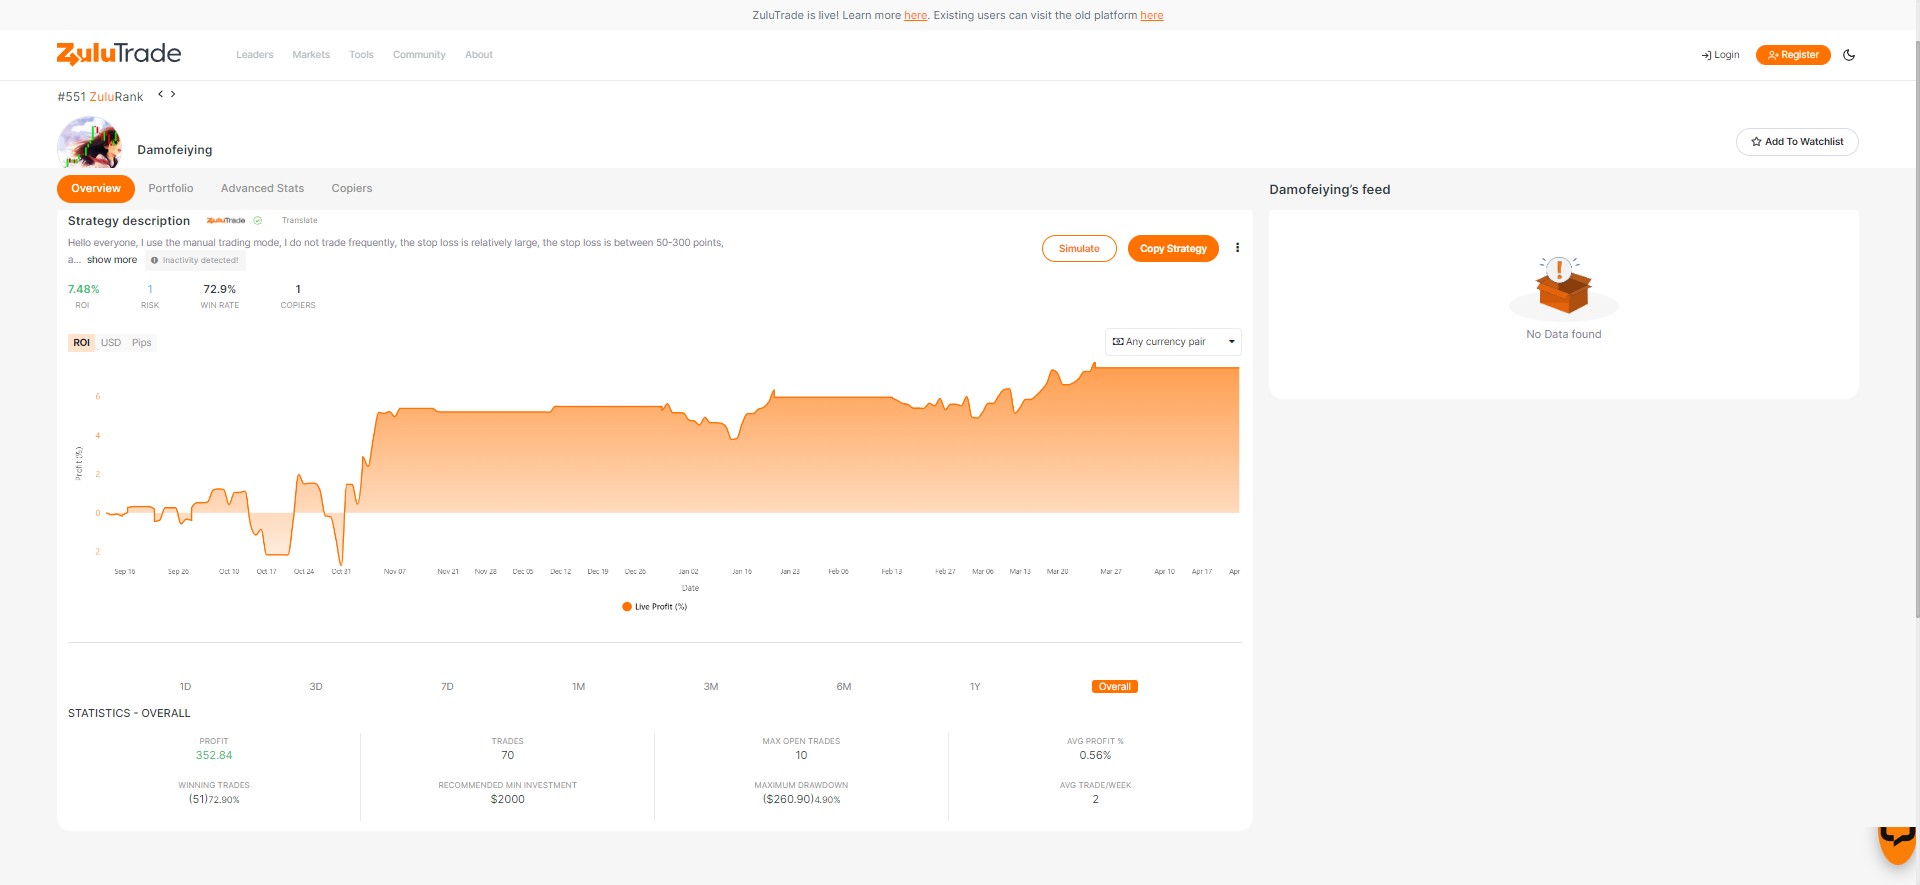 ZuluTrade is live! Learn more here. Existing users can visit the old platform here
ZuluTrade
Leaders Markets Tools Community About
Login Register
#551 ZuluRank < >
Damofeiying
Add To Watchlist
Overview Portfolio Advanced Stats Copiers
Damofeiying's feed
Strategy description ZuluTrade Translate
Hello everyone, I use the manual trading mode, I do not trade frequently, the stop loss is relatively large, the stop loss is between 50-300 points,
a... show more Inactivity detected!
Simulate Copy Strategy
7.48% 1 72.9% 1
ROI RISK WIN RATE COPIERS
No Data found
ROI USD Pips
Any currency pair
6
4
2
0
2
Profit (%)
Sep 16 Sep 26 Oct 10 Oct 17 Oct 24 Oct 31 Nov 07 Nov 21 Nov 28 Dec 05 Dec 12 Dec 19 Dec 26 Jan 02 Jan 16 Jan 23 Feb 06 Feb 13 Feb 27 Mar 06 Mar 13 Mar 20 Mar 27 Apr 10 Apr 17 Apr
Date
Live Profit (%)
1D 3D 7D 1M 3M 6M 1Y Overall
STATISTICS - OVERALL
PROFIT TRADES MAX OPEN TRADES AVG PROFIT %
352.84 70 10 0.56%
WINNING TRADES RECOMMENDED MIN INVESTMENT MAXIMUM DRAWDOWN AVG TRADE/WEEK
(51)72.90% $2000 ($260.90)4.90% 2